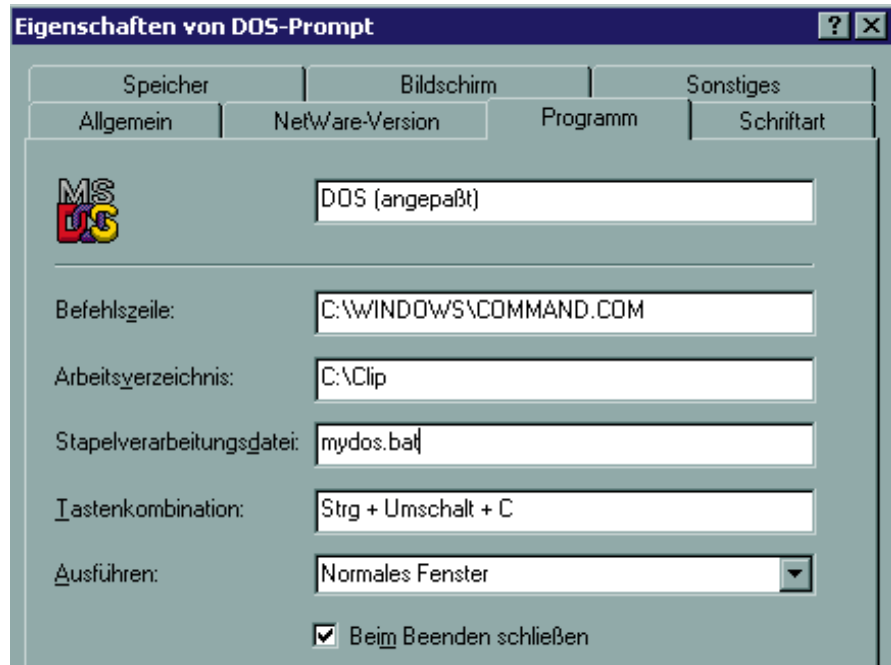 Eigenschaften von DOS-Prompt
Speicher Bildschirm Sonstiges
Allgemein NetWare-Version Programm Schriftart
MS DOS
DOS (angepaßt)
Befehlszeile: C:\WINDOWS\COMMAND.COM
Arbeitsverzeichnis: C:\Clip
Stapelverarbeitungsdatei: mydos.bat
Tastenkombination: Strg + Umschalt + C
Ausführen: Normales Fenster
Beim Beenden schließen